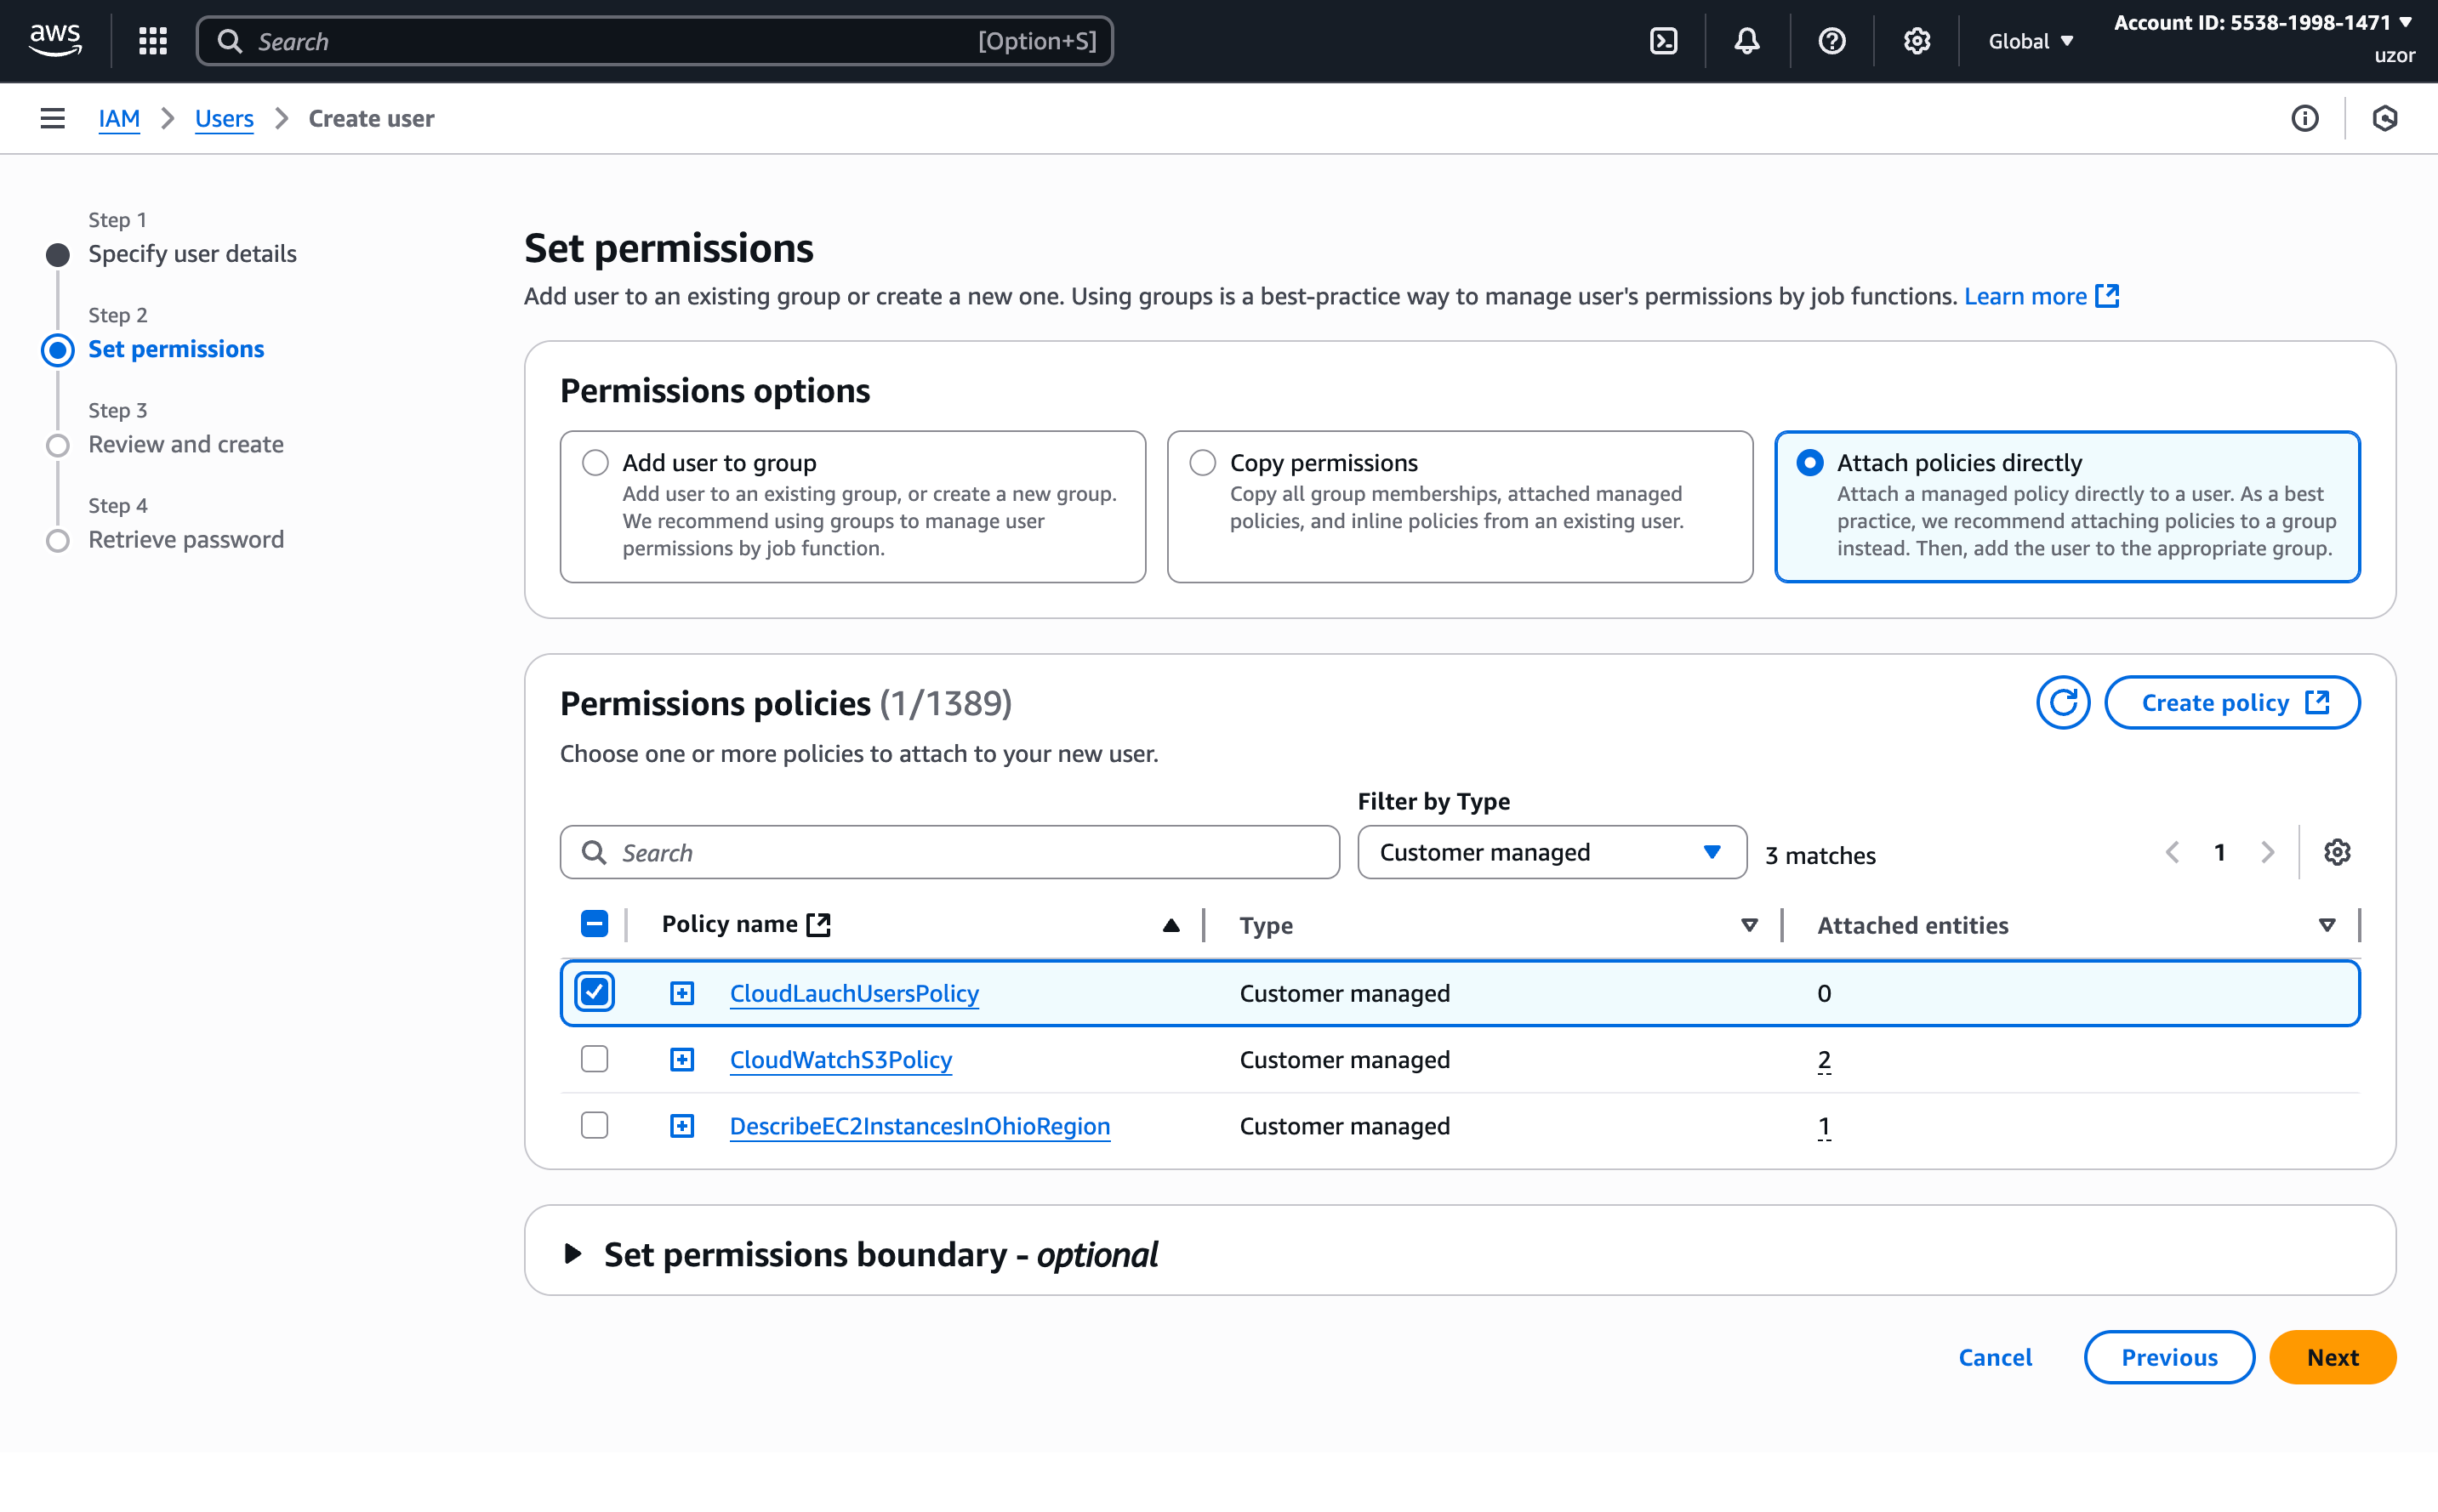 aws
Search [Option+S]
Global
Account ID: 5538-1998-1471
uzor
IAM > Users > Create user
Step 1
Specify user details
Step 2
Set permissions
Step 3
Review and create
Step 4
Retrieve password
Set permissions
Add user to an existing group or create a new one. Using groups is a best-practice way to manage user's permissions by job functions. Learn more
Permissions options
Add user to group
Add user to an existing group, or create a new group.
We recommend using groups to manage user
permissions by job function.
Copy permissions
Copy all group memberships, attached managed
policies, and inline policies from an existing user.
Attach policies directly
Attach a managed policy directly to a user. As a best
practice, we recommend attaching policies to a group
instead. Then, add the user to the appropriate group.
Permissions policies (1/1389)
Create policy
Choose one or more policies to attach to your new user.
Filter by Type
Search
Customer managed
3 matches
1
Policy name Type Attached entities
CloudLauchUsersPolicy Customer managed 0
CloudWatchS3Policy Customer managed 2
DescribeEC2InstancesInOhioRegion Customer managed 1
Set permissions boundary - optional
Cancel
Previous
Next